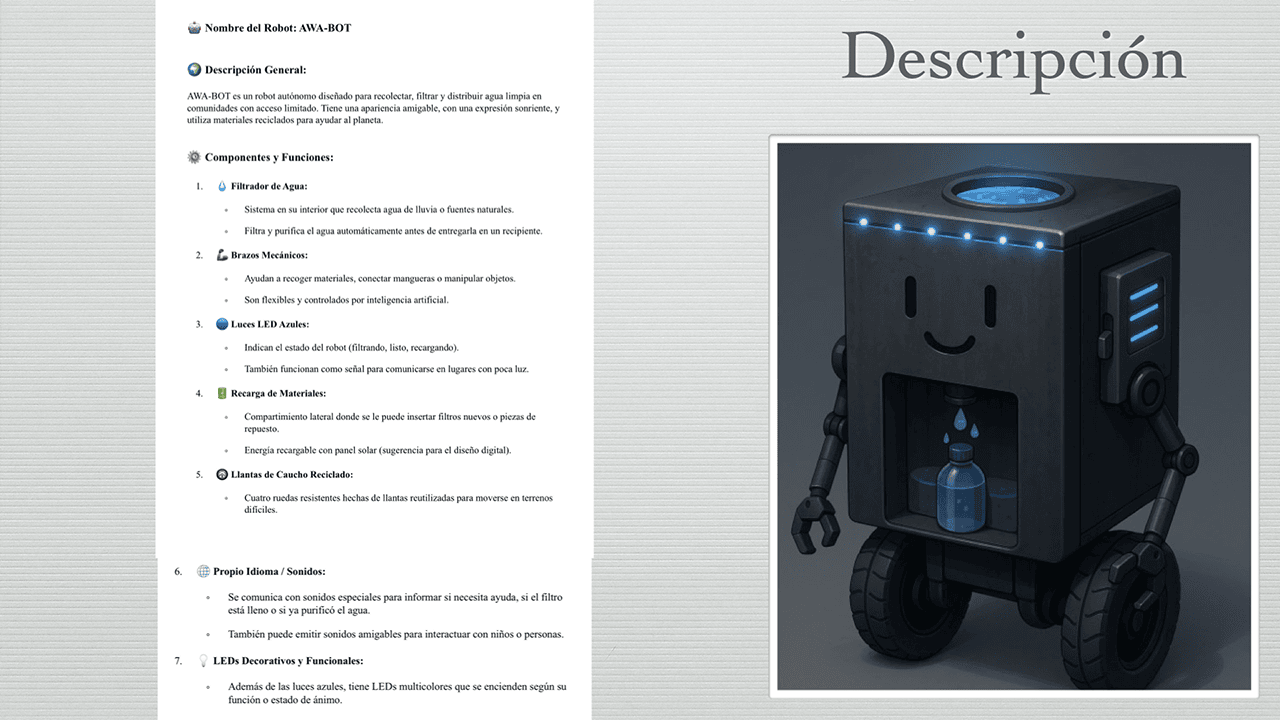 Nombre del Robot: AWA-BOT
Descripción General:
AWA-BOT es un robot autónomo diseñado para recolectar, filtrar y distribuir agua limpia en
comunidades con acceso limitado. Tiene una apariencia amigable, con una expresión sonriente, y
utiliza materiales reciclados para ayudar al planeta.
Componentes y Funciones:
1. Filtrador de Agua:
Sistema en su interior que recolecta agua de lluvia o fuentes naturales.
Filtra y purifica el agua automáticamente antes de entregarla en un recipiente.
2. Brazos Mecánicos:
Ayudan a recoger materiales, conectar mangueras o manipular objetos.
Son flexibles y controlados por inteligencia artificial.
3. Luces LED Azules:
Indican el estado del robot (filtrando, listo, recargando).
También funcionan como señal para comunicarse en lugares con poca luz.
4. Recarga de Materiales:
Compartimiento lateral donde se le puede insertar filtros nuevos o piezas de
repuesto.
Energía recargable con panel solar (sugerencia para el diseño digital).
5. Llantas de Caucho Reciclado:
Cuatro ruedas resistentes hechas de llantas reutilizadas para moverse en terrenos
difíciles.
6. Propio Idioma / Sonidos:
Se comunica con sonidos especiales para informar si necesita ayuda, si el filtro
está lleno o si ya purificó el agua.
También puede emitir sonidos amigables para interactuar con niños o personas.
7. LEDs Decorativos y Funcionales:
Además de las luces azules, tiene LEDs multicolores que se encienden según su
función o estado de ánimo.
Descripción